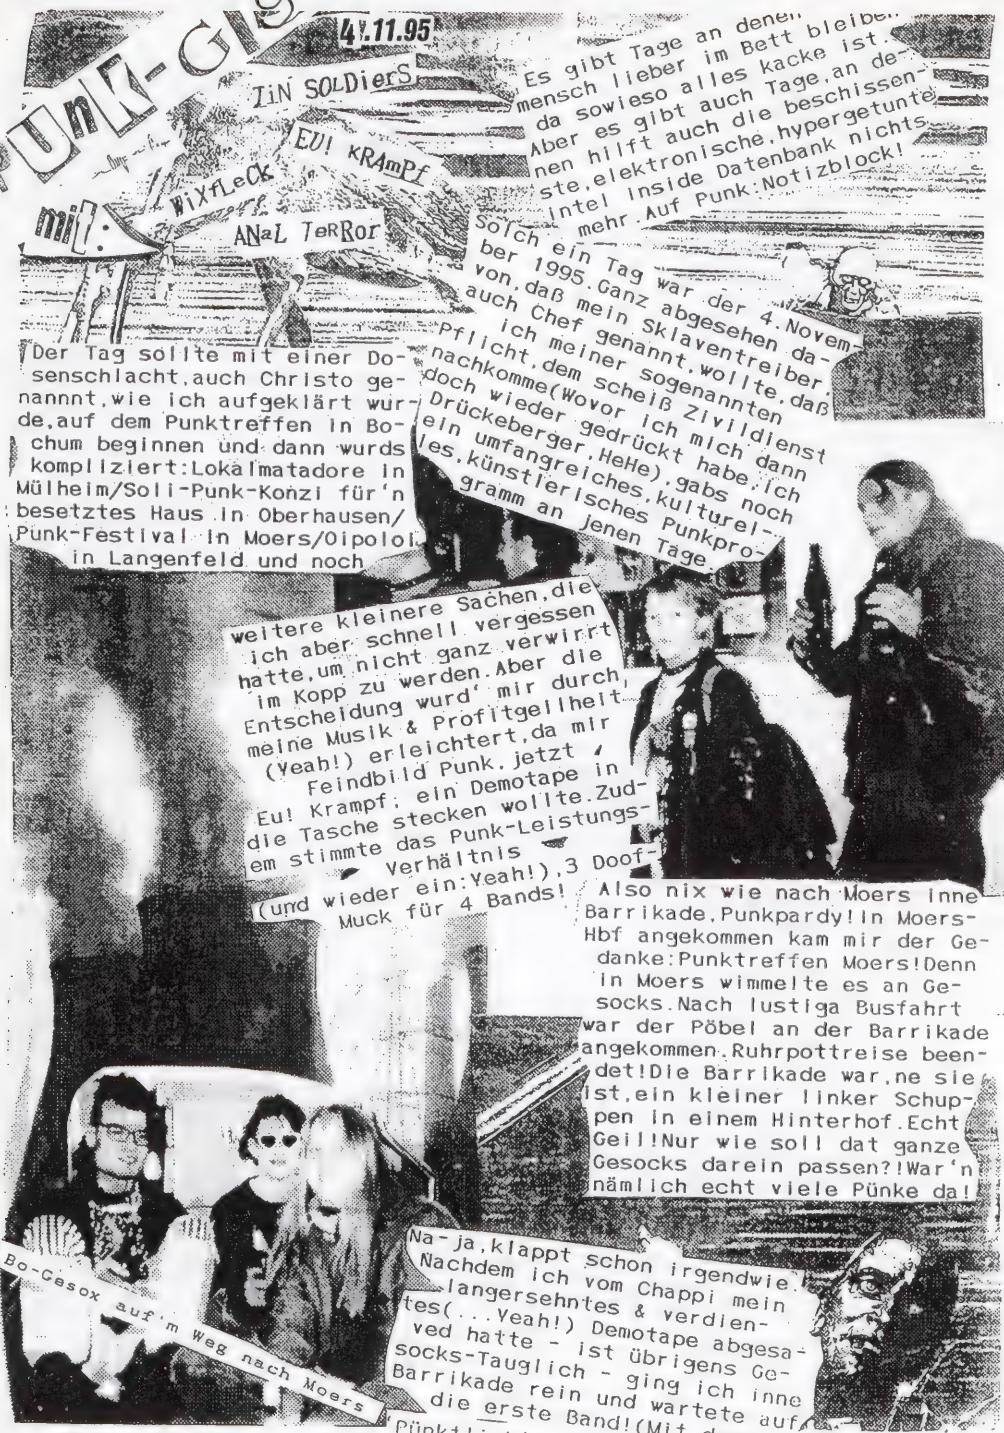 PUnK-GIG
4.11.95
ZiN SOLDierS
EU! KRAmPf
WiXfLeCK
mit
ANaL TeRRor
Es gibt Tage an denen
mensch lieber im Bett bleiben
da sowieso alles kacke ist.
Aber es gibt auch Tage,an de-
nen hilft auch die beschissen-
ste,elektronische,hypergetunte
Intel Inside Datenbank nichts
mehr.Auf Punk:Notizblock!
Solch ein Tag war der 4.Novem-
ber 1995.Ganz abgesehen da-
von,daß mein Sklaventreiber,
auch Chef genannt,wollte,daß
ich meiner sogenannten
Pflicht,dem scheiß Zivildienst
nachkomme(Wovor ich mich dann
doch wieder gedrückt habe,ich
Drückeberger,HeHe),gabs noch
ein umfangreiches,kulturel-
les,künstlerisches Punkpro-
gramm an jenen Tage.
Der Tag sollte mit einer Do-
senschlacht,auch Christo ge-
nannnt,wie ich aufgeklärt wur-
de,auf dem Punktreffen in Bo-
chum beginnen und dann wurds
kompliziert:Lokalmatadore in
Mülheim/Soli-Punk-Konzi für'n
besetztes Haus in Oberhausen/
Punk-Festival in Moers/Oipoloi
in Langenfeld und noch
weitere kleinere Sachen,die
ich aber schnell vergessen
hatte,um nicht ganz verwirrt
im Kopp zu werden.Aber die
Entscheidung wurd' mir durch,
meine Musik & Profitgeilheit
(Yeah!) erleichtert,da mir
Feindbild Punk,jetzt
Eu! Krampf, ein Demotape in
die Tasche stecken wollte.Zud-
em stimmte das Punk-Leistungs-
Verhältnis
(und wieder ein:Yeah!),3 Doof-
Muck für 4 Bands!
Also nix wie nach Moers inne
Barrikade,Punkpardy!In Moers-
Hbf angekommen kam mir der Ge-
danke:Punktreffen Moers!Denn
in Moers wimmelte es an Ge-
socks.Nach lustiga Busfahrt
war der Pöbel an der Barrikade
angekommen.Ruhrpottreise been-
det!Die Barrikade war,ne sie
ist,ein kleiner linker Schup-
pen in einem Hinterhof.Echt
Geil!Nur wie soll dat ganze
Gesocks darein passen?!War'n
nämlich echt viele Pünke da!
Bo-Gesox auf'm Weg nach Moers
Na-ja,klappt schon irgendwie.
Nachdem ich vom Chappi mein
langersehntes & verdien-
tes(...Yeah!) Demotape abgesa-
ved hatte - ist übrigens Ge-
socks-Tauglich - ging ich inne
Barrikade rein und wartete auf
die erste Band!(Mit